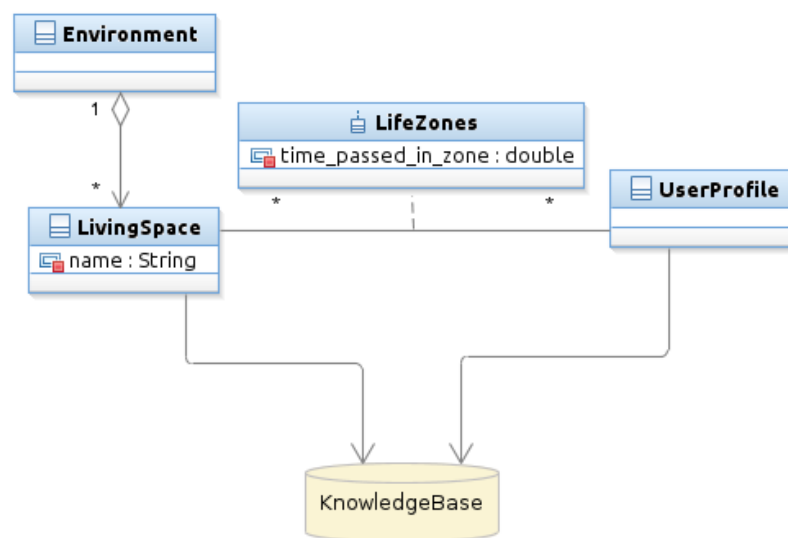 Environment
1
*
LifeZones
time_passed_in_zone : double
*
*
UserProfile
LivingSpace
name : String
KnowledgeBase